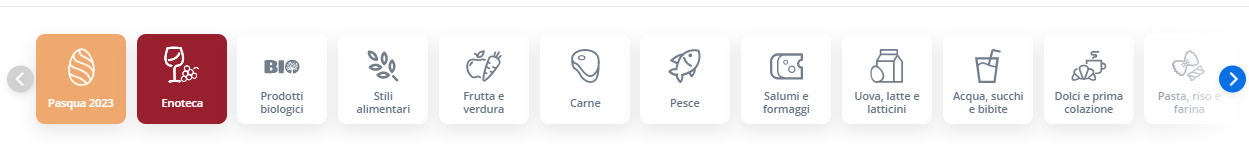 Pasqua 2023
Enoteca
BIO
Prodotti
biologici
Stili
alimentari
Frutta e
verdura
Carne
Pesce
Salumi e
formaggi
Uova, latte e
latticini
Acqua, succhi
e bibite
Dolci e prima
colazione
Pasta, riso e
farina